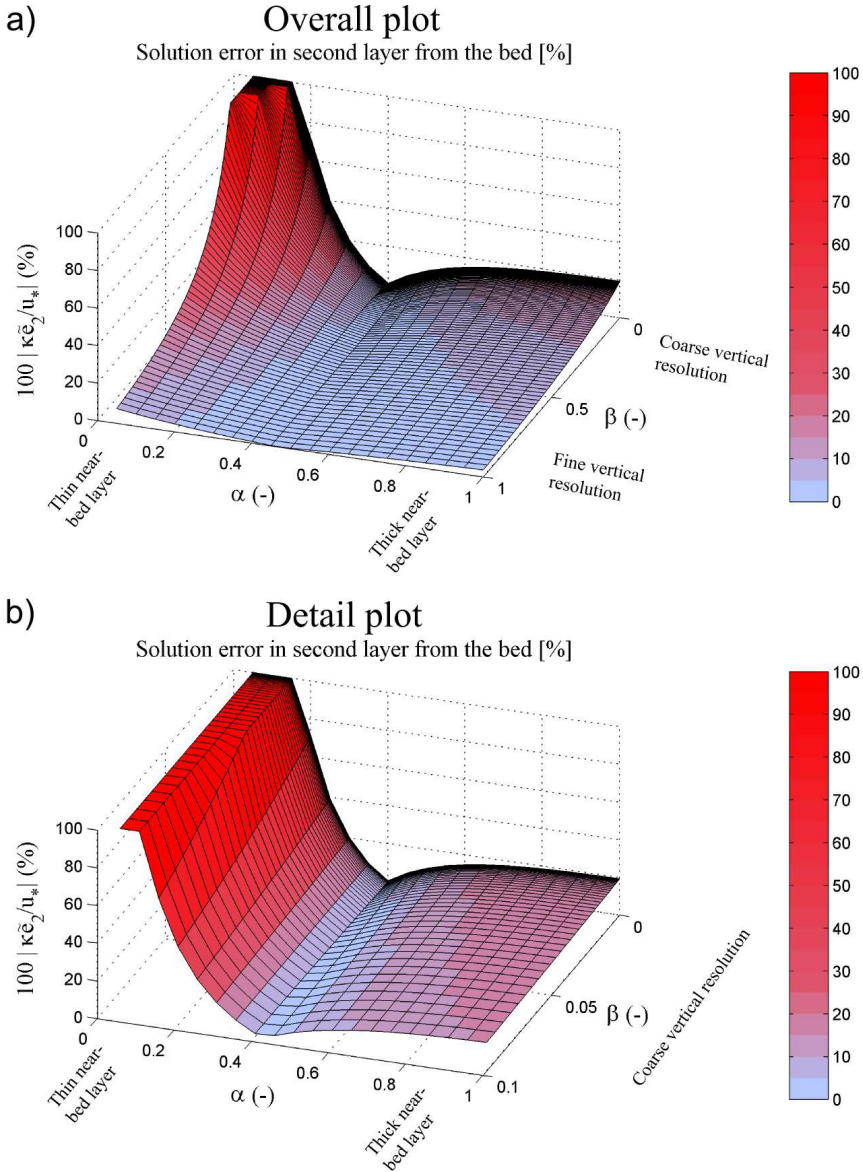 a)
Overall plot
Solution error in second layer from the bed [%]
100 | κẽ₂/u*| (%)
100
80
60
40
20
0
0
0.2
0.4
0.6
0.8
1
α (-)
Thin near-
bed layer
Thick near-
bed layer
0
0.5
1
β (-)
Coarse vertical
resolution
Fine vertical
resolution
100
90
80
70
60
50
40
30
20
10
0
b)
Detail plot
Solution error in second layer from the bed [%]
100 | κẽ₂/u*| (%)
100
80
60
40
20
0
0
0.2
0.4
0.6
0.8
1
α (-)
Thin near-
bed layer
Thick near-
bed layer
0
0.05
0.1
β (-)
Coarse vertical resolution
100
90
80
70
60
50
40
30
20
10
0